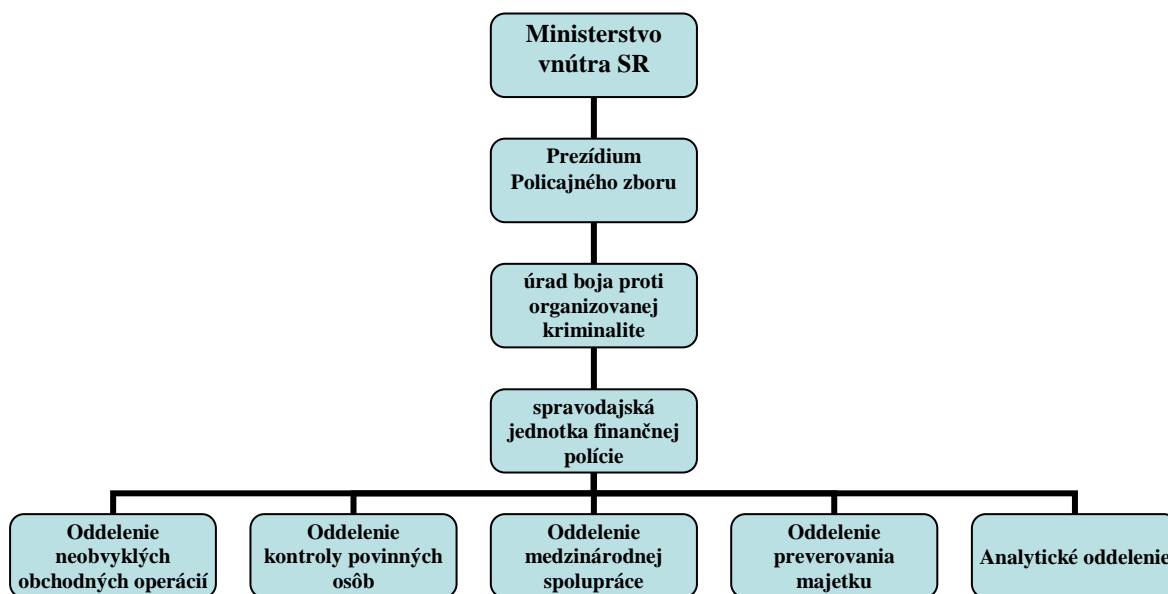 Ministerstvo
vnútra SR
Prezídium
Policajného zboru
úrad boja proti
organizovanej
kriminalite
spravodajská
jednotka finančnej
polície
Oddelenie
neobvyklých
obchodných operácií
Oddelenie
kontroly povinných
osôb
Oddelenie
medzinárodnej
spolupráce
Oddelenie
preverovania
majetku
Analytické oddelenie